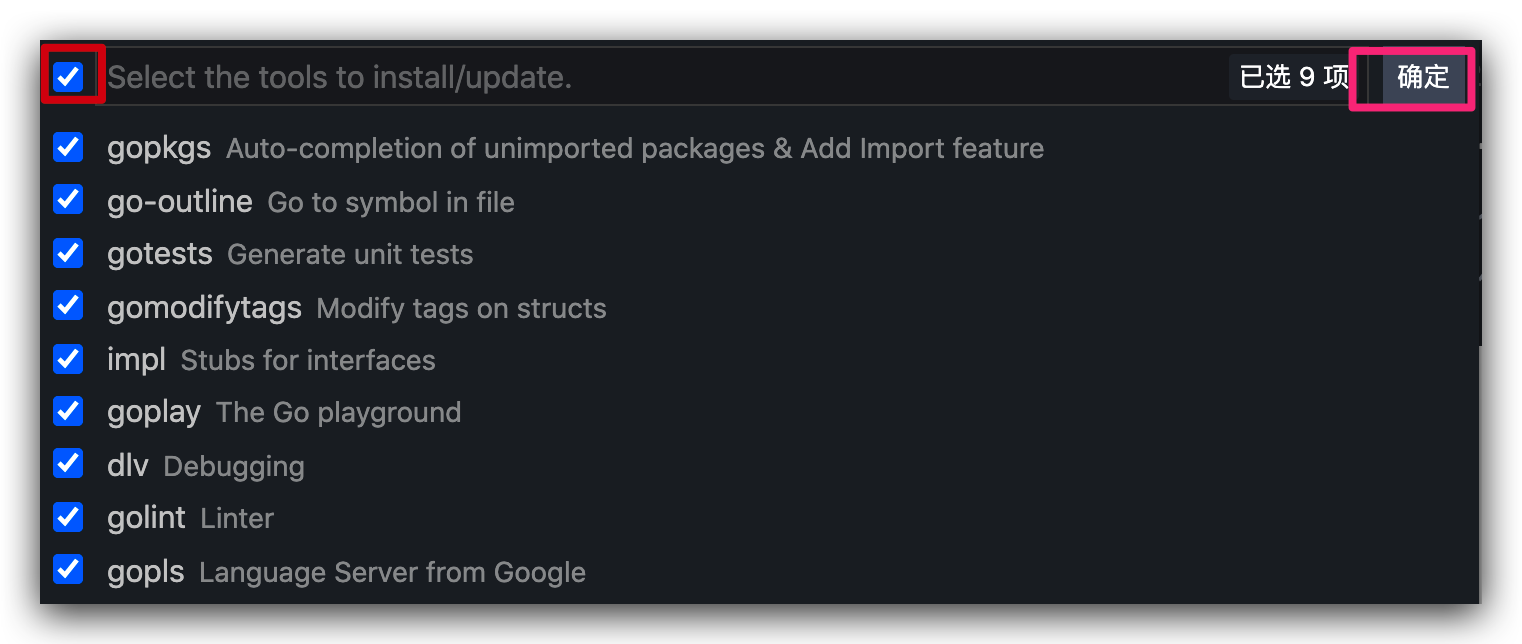 Select the tools to install/update. 已选 9 项 确定
gopkgs Auto-completion of unimported packages & Add Import feature
go-outline Go to symbol in file
gotests Generate unit tests
gomodifytags Modify tags on structs
impl Stubs for interfaces
goplay The Go playground
dlv Debugging
golint Linter
gopls Language Server from Google